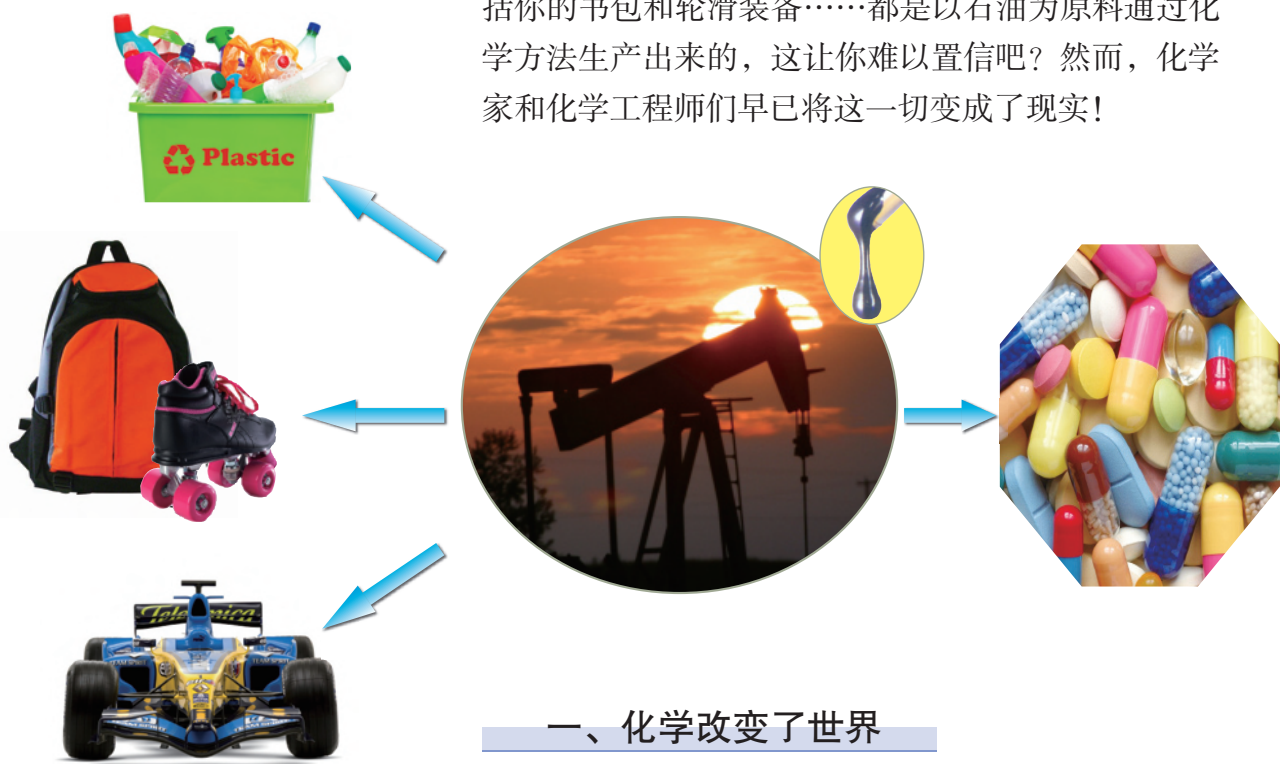 括你的书包和轮滑装备……都是以石油为原料通过化
学方法生产出来的，这让你难以置信吧？然而，化学
家和化学工程师们早已将这一切变成了现实！
Plastic
Telefónica
一、化学改变了世界